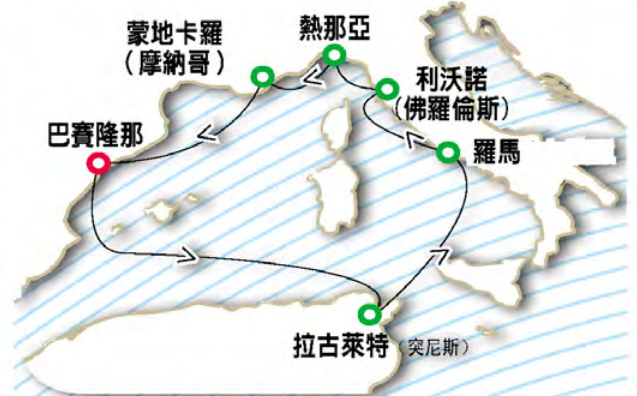 熱那亞
蒙地卡羅
（摩納哥）
利沃諾
（佛羅倫斯）
巴賽隆那
羅馬
拉古萊特（突尼斯）